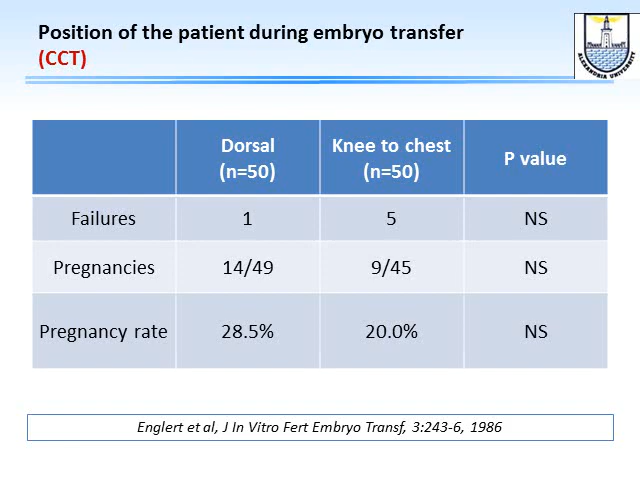 Position of the patient during embryo transfer
(CCT)
ALEXANDRIA UNIVERSITY
Dorsal
(n=50)
Knee to chest
(n=50)
P value
Failures 1 5 NS
Pregnancies 14/49 9/45 NS
Pregnancy rate 28.5% 20.0% NS
Englert et al, J In Vitro Fert Embryo Transf, 3:243-6, 1986